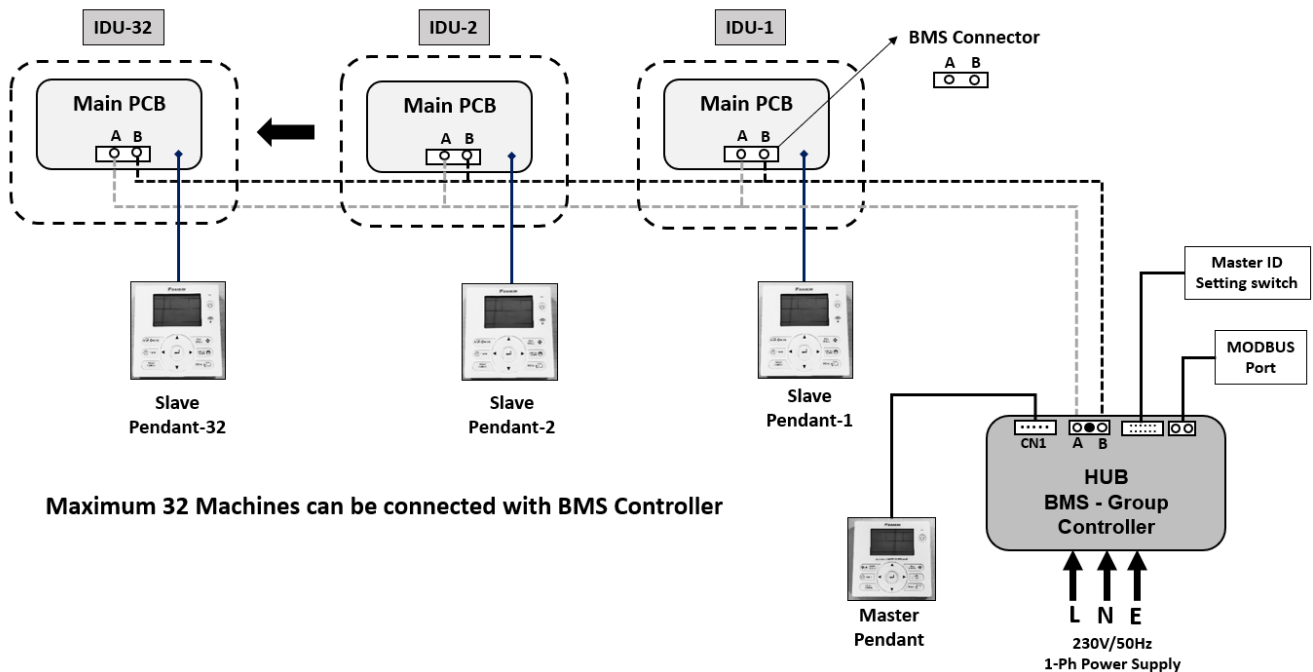 IDU-32
IDU-2
IDU-1
BMS Connector
A B
Main PCB
A B
Main PCB
A B
Main PCB
A B
Slave
Pendant-32
Slave
Pendant-2
Slave
Pendant-1
Master ID
Setting switch
MODBUS
Port
CN1
A B
HUB
BMS - Group
Controller
Maximum 32 Machines can be connected with BMS Controller
Master
Pendant
L N E
230V/50Hz
1-Ph Power Supply